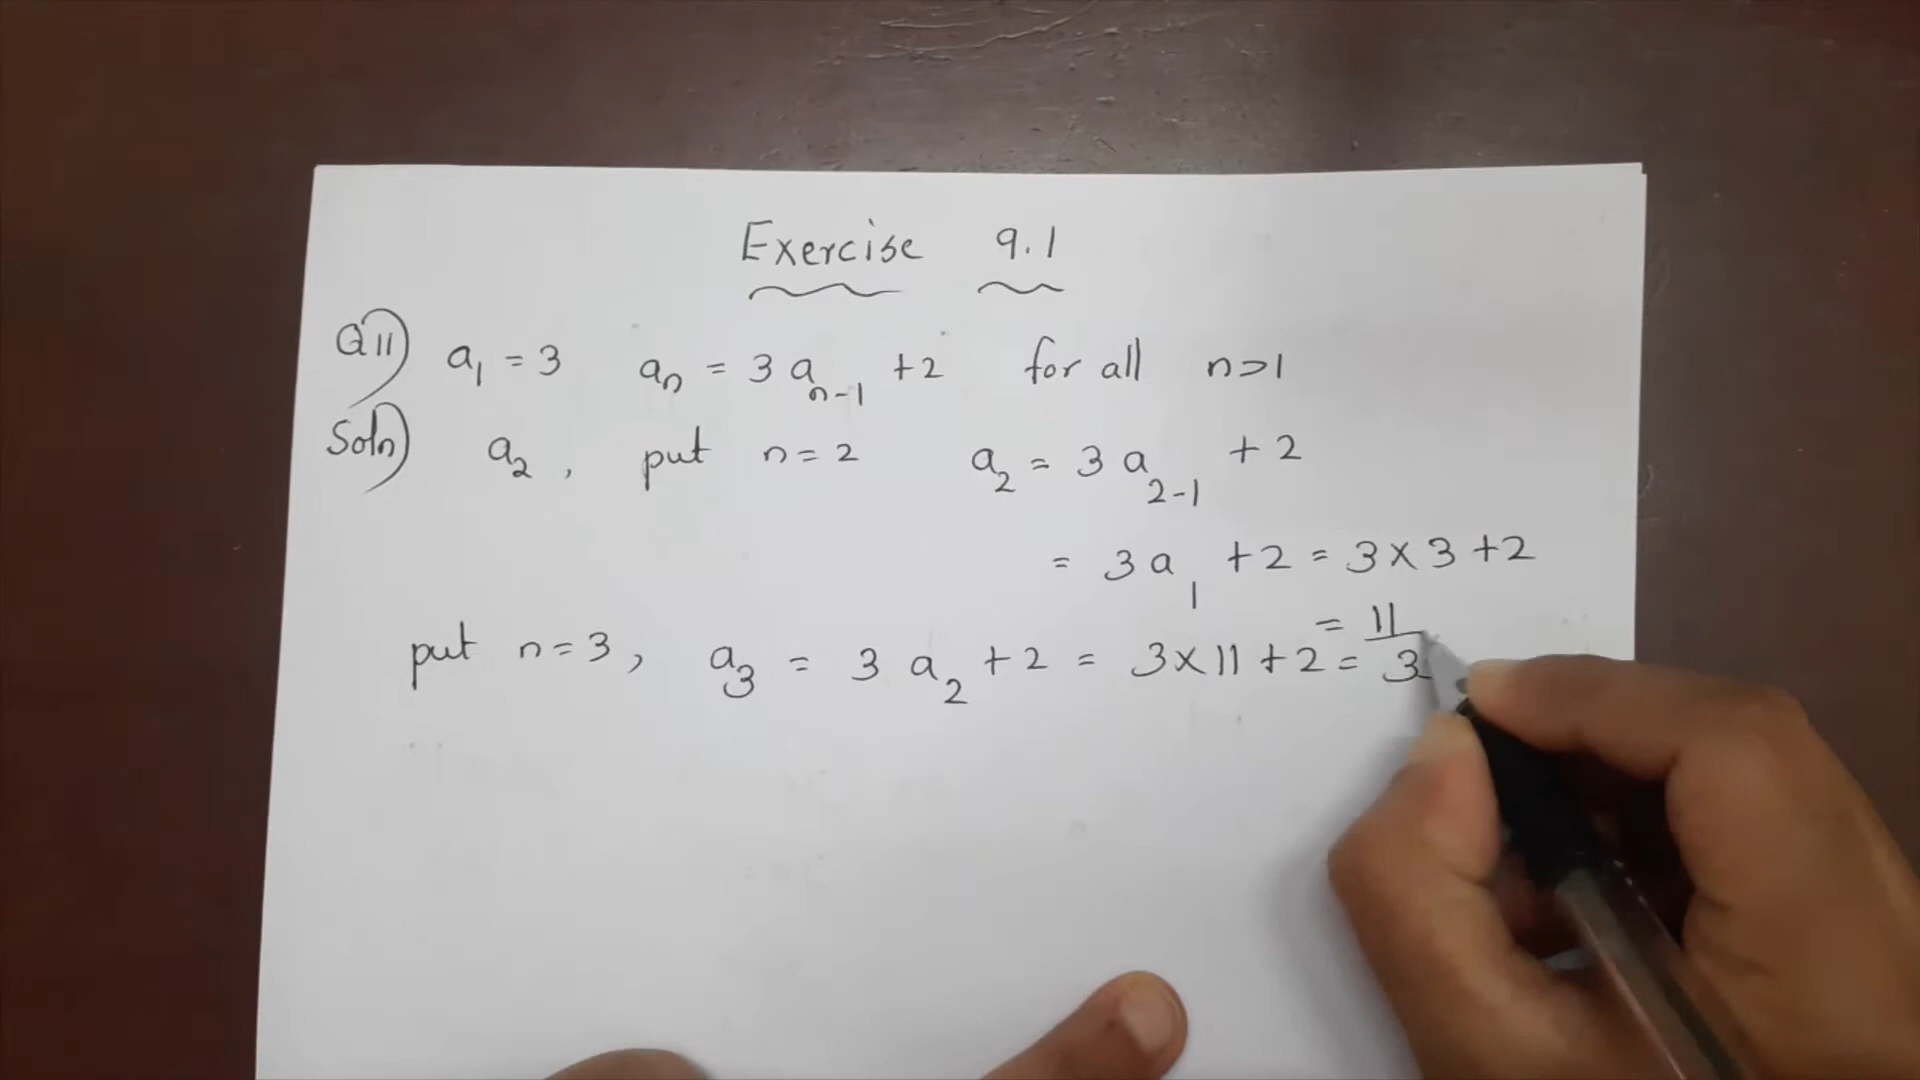 Exercise 9.1
Q11) a₁ = 3 aₙ = 3 aₙ₋₁ + 2 for all n>1
Soln) a₂, put n = 2 a₂ = 3 a₂₋₁ + 2
= 3 a₁ + 2 = 3 × 3 + 2
= 11
put n = 3, a₃ = 3 a₂ + 2 = 3 × 11 + 2 = 3